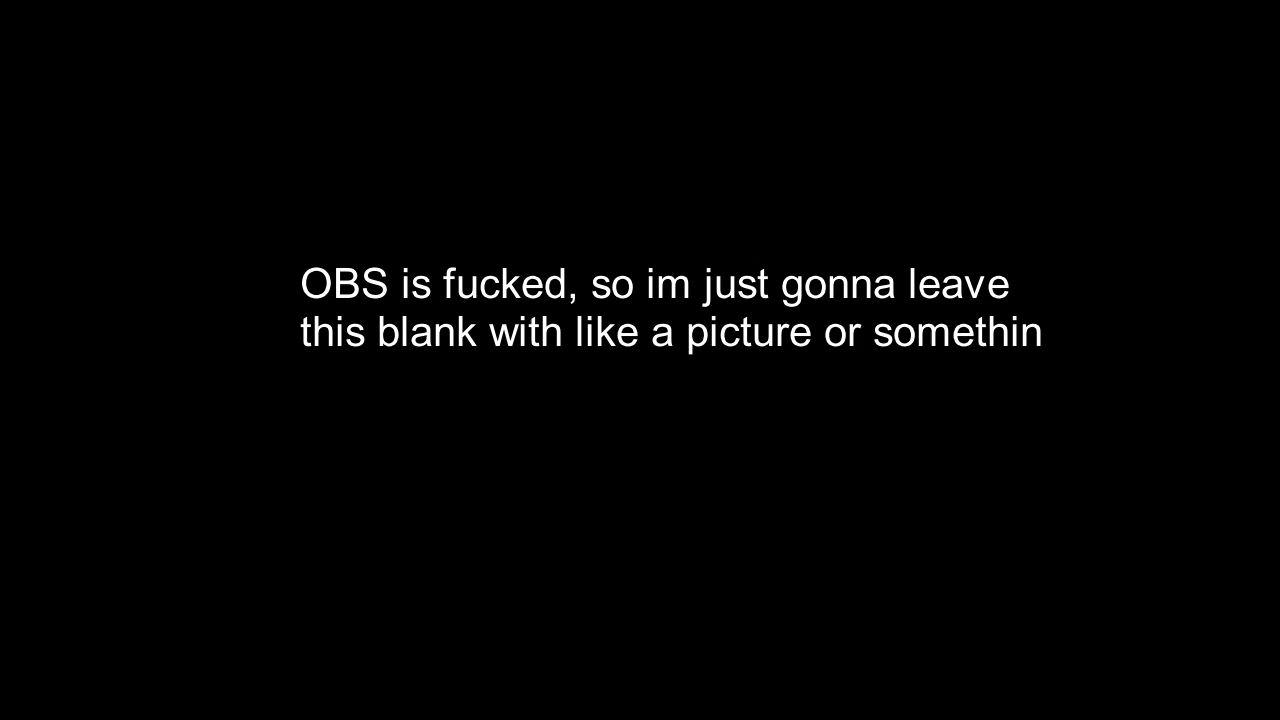 OBS is fucked, so im just gonna leave
this blank with like a picture or somethin